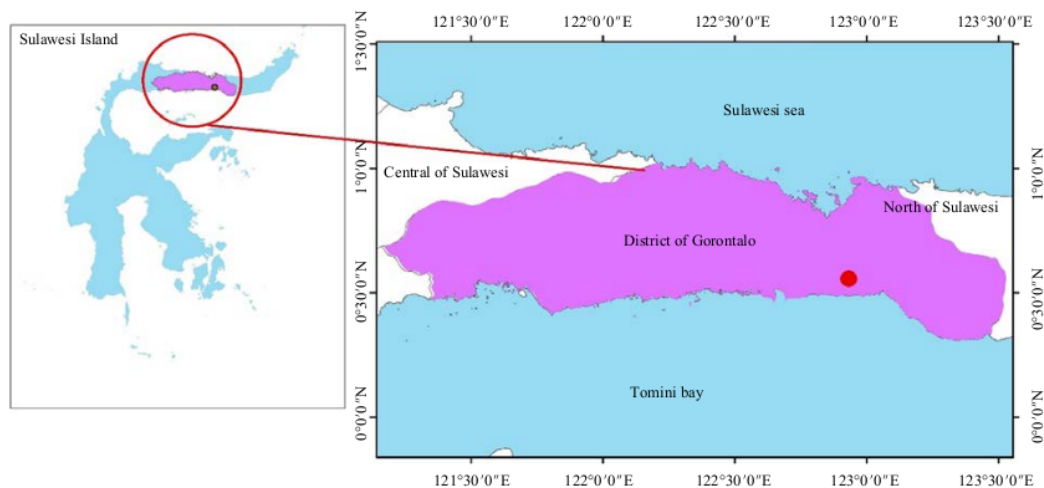 Sulawesi Island
121°30'0"E 122°0'0"E 122°30'0"E 123°0'0"E 123°30'0"E
1°30'0"N
1°0'0"N
0°30'0"N
0°0'0"N
Sulawesi sea
Central of Sulawesi
North of Sulawesi
District of Gorontalo
Tomini bay
1°30'0"N
1°0'0"N
0°30'0"N
0°0'0"N
121°30'0"E 122°0'0"E 122°30'0"E 123°0'0"E 123°30'0"E